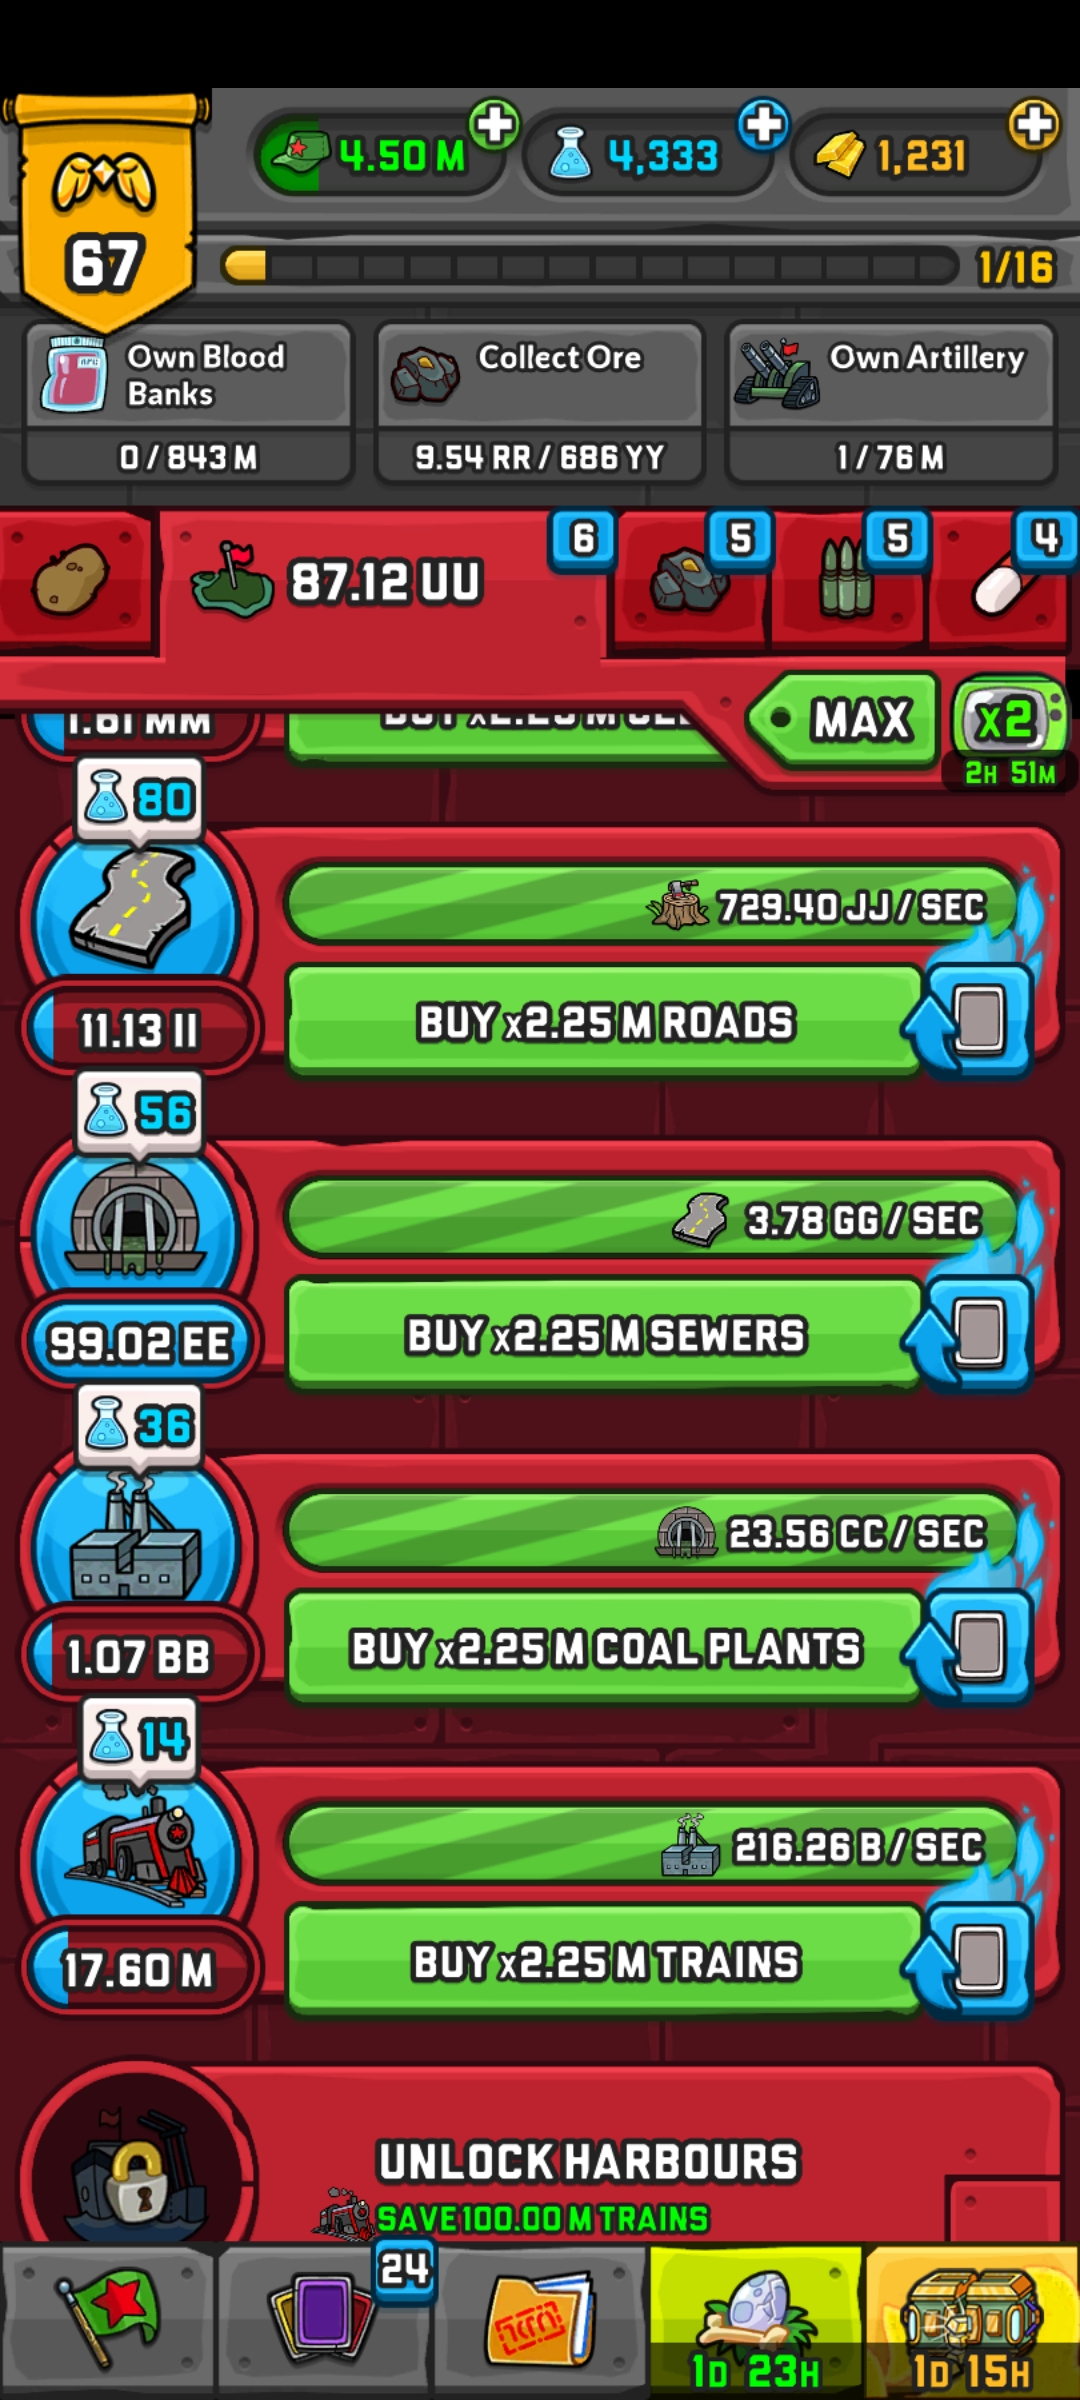 4.50 M
4,333
1,231
67
1/16
Own Blood
Banks
0 / 843 M
Collect Ore
9.54 RR / 686 YY
Own Artillery
1 / 76 M
87.12 UU
6
5
5
4
MAX
x2
2H 51M
1.61 MM
80
729.40 JJ / SEC
BUY x2.25 M ROADS
11.13 II
56
3.78 GG / SEC
BUY x2.25 M SEWERS
99.02 EE
36
23.56 CC / SEC
BUY x2.25 M COAL PLANTS
1.07 BB
14
216.26 B / SEC
BUY x2.25 M TRAINS
17.60 M
UNLOCK HARBOURS
SAVE 100.00 M TRAINS
24
1D 23H
1D 15H